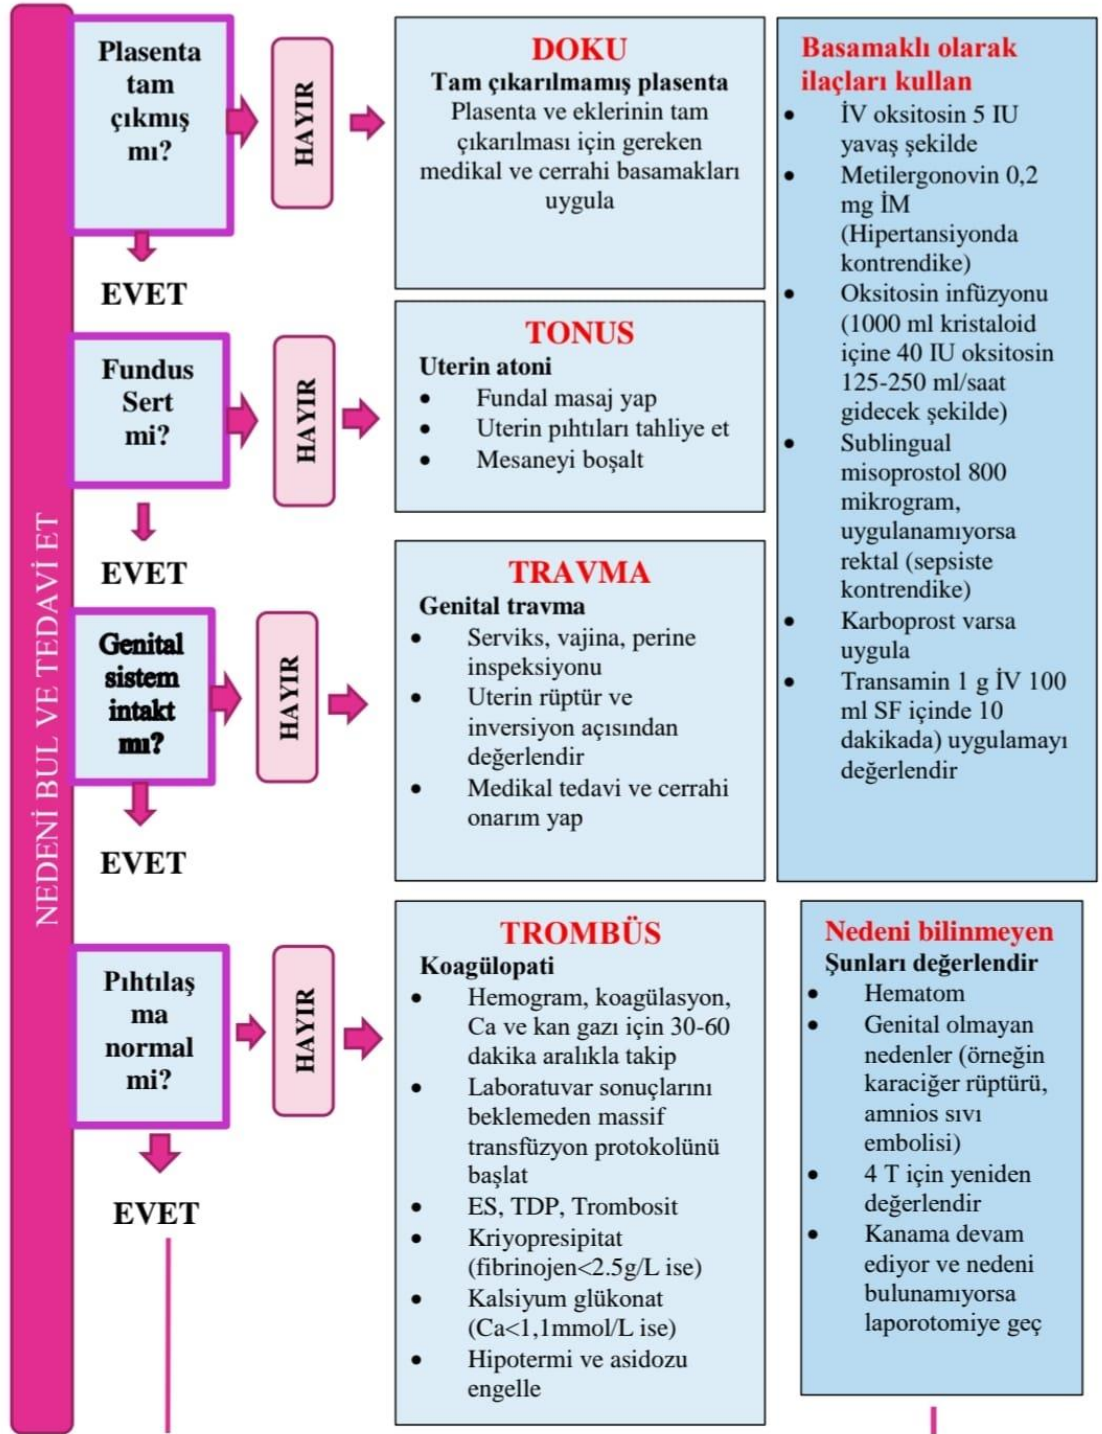 NEDENİ BUL VE TEDAVİ ET
Plasenta
tam
çıkmış
mı?
HAYIR
EVET
DOKU
Tam çıkarılmamış plasenta
Plasenta ve eklerinin tam
çıkarılması için gereken
medikal ve cerrahi basamakları
uygula
Fundus
Sert
mi?
HAYIR
EVET
TONUS
Uterin atoni
• Fundal masaj yap
• Uterin pıhtıları tahliye et
• Mesaneyi boşalt
Genital
sistem
intakt
mı?
HAYIR
EVET
TRAVMA
Genital travma
• Serviks, vajina, perine
inspeksiyonu
• Uterin rüptür ve
inversiyon açısından
değerlendir
• Medikal tedavi ve cerrahi
onarım yap
Pıhtılaş
ma
normal
mi?
HAYIR
EVET
TROMBÜS
Koagülopati
• Hemogram, koagülasyon,
Ca ve kan gazı için 30-60
dakika aralıkla takip
• Laboratuvar sonuçlarını
beklemeden massif
transfüzyon protokolünü
başlat
• ES, TDP, Trombosit
• Kriyopresipitat
(fibrinojen<2.5g/L ise)
• Kalsiyum glükonat
(Ca<1,1mmol/L ise)
• Hipotermi ve asidozu
engelle
Basamaklı olarak
ilaçları kullan
• İV oksitosin 5 IU
yavaş şekilde
• Metilergonovin 0,2
mg İM
(Hipertansiyonda
kontrendike)
• Oksitosin infüzyonu
(1000 ml kristaloid
içine 40 IU oksitosin
125-250 ml/saat
gidecek şekilde)
• Sublingual
misoprostol 800
mikrogram,
uygulanamıyorsa
rektal (sepsiste
kontrendike)
• Karboprost varsa
uygula
• Transamin 1 g İV 100
ml SF içinde 10
dakikada) uygulamayı
değerlendir
Nedeni bilinmeyen
Şunları değerlendir
• Hematom
• Genital olmayan
nedenler (örneğin
karaciğer rüptürü,
amnios sıvı
embolisi)
• 4 T için yeniden
değerlendir
• Kanama devam
ediyor ve nedeni
bulunamıyorsa
laporotomiye geç